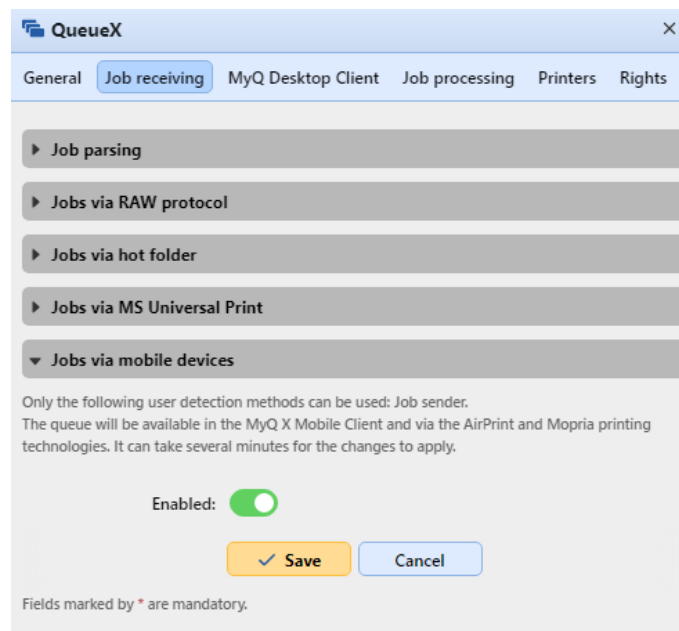 QueueX
General Job receiving MyQ Desktop Client Job processing Printers Rights
Job parsing
Jobs via RAW protocol
Jobs via hot folder
Jobs via MS Universal Print
Jobs via mobile devices
Only the following user detection methods can be used: Job sender.
The queue will be available in the MyQ X Mobile Client and via the AirPrint and Mopria printing
technologies. It can take several minutes for the changes to apply.
Enabled:
Save Cancel
Fields marked by * are mandatory.